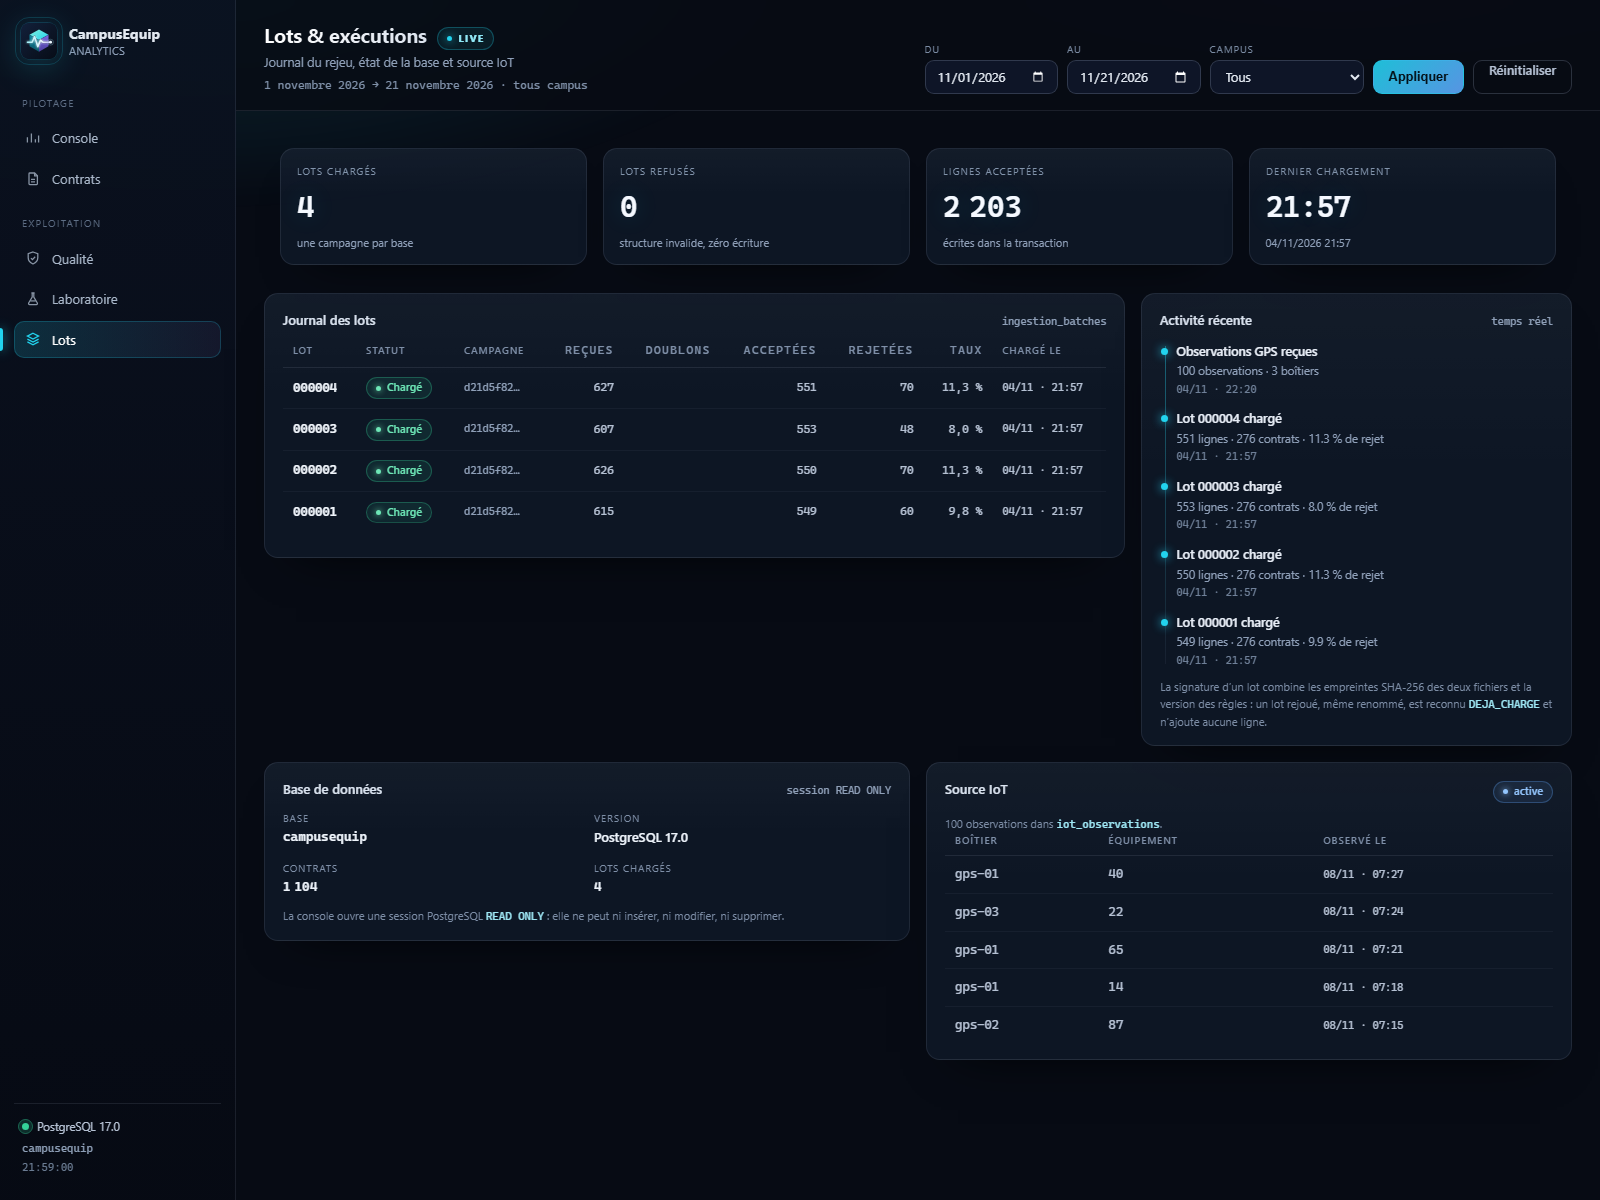 CampusEquip
ANALYTICS
PILOTAGE
Console
Contrats
EXPLOITATION
Qualité
Laboratoire
Lots
PostgreSQL 17.0
campusequip
21:59:00
Lots & exécutions
LIVE
Journal du rejeu, état de la base et source IoT
1 novembre 2026 → 21 novembre 2026 · tous campus
DU
11/01/2026
AU
11/21/2026
CAMPUS
Tous
Appliquer
Réinitialiser
LOTS CHARGÉS
4
une campagne par base
LOTS REFUSÉS
0
structure invalide, zéro écriture
LIGNES ACCEPTÉES
2 203
écrites dans la transaction
DERNIER CHARGEMENT
21:57
04/11/2026 21:57
Journal des lots
ingestion_batches
LOT STATUT CAMPAGNE REÇUES DOUBLONS ACCEPTÉES REJETÉES TAUX CHARGÉ LE
000004 Chargé d21d5f82… 627 551 70 11,3 % 04/11 · 21:57
000003 Chargé d21d5f82… 607 553 48 8,0 % 04/11 · 21:57
000002 Chargé d21d5f82… 626 550 70 11,3 % 04/11 · 21:57
000001 Chargé d21d5f82… 615 549 60 9,8 % 04/11 · 21:57
Activité récente
temps réel
Observations GPS reçues
100 observations · 3 boîtiers
04/11 · 22:20
Lot 000004 chargé
551 lignes · 276 contrats · 11.3 % de rejet
04/11 · 21:57
Lot 000003 chargé
553 lignes · 276 contrats · 8.0 % de rejet
04/11 · 21:57
Lot 000002 chargé
550 lignes · 276 contrats · 11.3 % de rejet
04/11 · 21:57
Lot 000001 chargé
549 lignes · 276 contrats · 9.9 % de rejet
04/11 · 21:57
La signature d'un lot combine les empreintes SHA-256 des deux fichiers et la
version des règles : un lot rejoué, même renommé, est reconnu DEJA_CHARGE et
n'ajoute aucune ligne.
Base de données
session READ ONLY
BASE
campusequip
VERSION
PostgreSQL 17.0
CONTRATS
1 104
LOTS CHARGÉS
4
La console ouvre une session PostgreSQL READ ONLY : elle ne peut ni insérer, ni modifier, ni supprimer.
Source IoT
active
100 observations dans iot_observations.
BOÎTIER ÉQUIPEMENT OBSERVÉ LE
gps-01 40 08/11 · 07:27
gps-03 22 08/11 · 07:24
gps-01 65 08/11 · 07:21
gps-01 14 08/11 · 07:18
gps-02 87 08/11 · 07:15